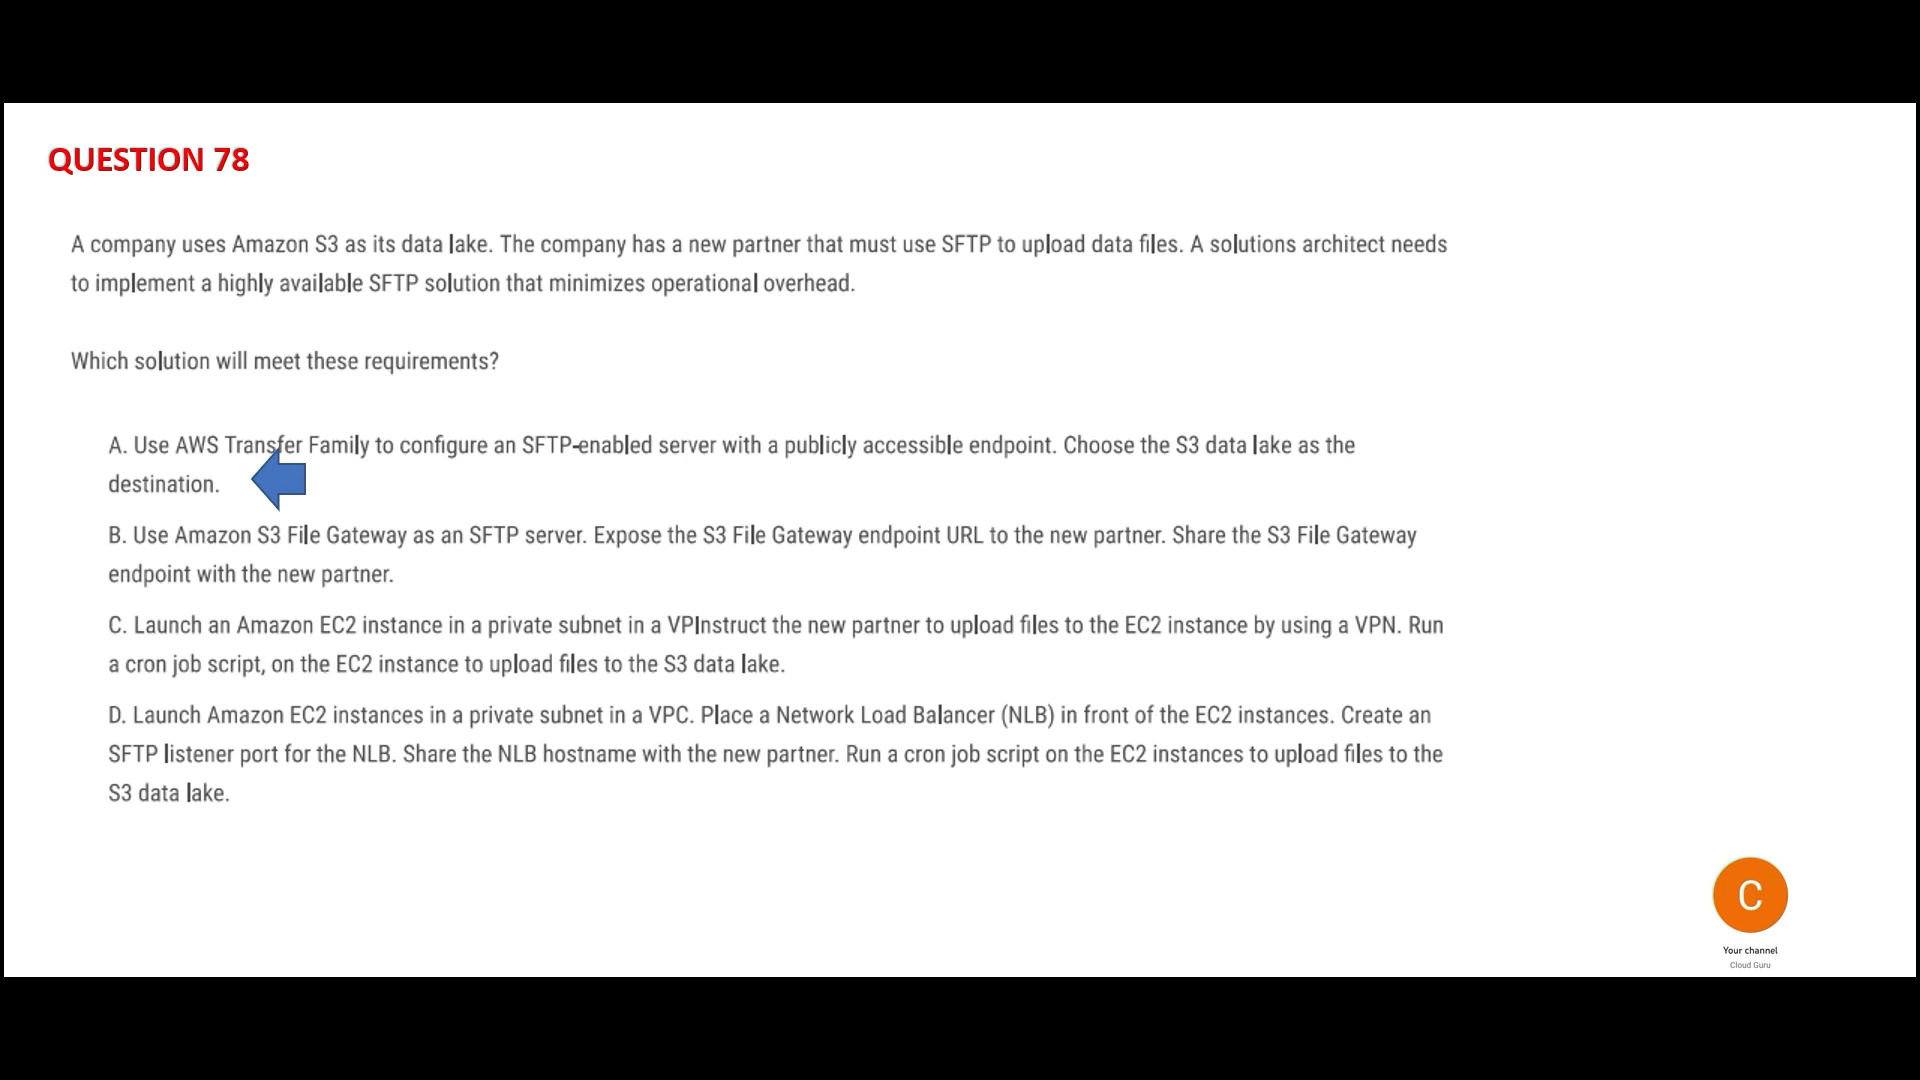 QUESTION 78
A company uses Amazon S3 as its data lake. The company has a new partner that must use SFTP to upload data files. A solutions architect needs
to implement a highly available SFTP solution that minimizes operational overhead.
Which solution will meet these requirements?
A. Use AWS Transfer Family to configure an SFTP-enabled server with a publicly accessible endpoint. Choose the S3 data lake as the
destination.
B. Use Amazon S3 File Gateway as an SFTP server. Expose the S3 File Gateway endpoint URL to the new partner. Share the S3 File Gateway
endpoint with the new partner.
C. Launch an Amazon EC2 instance in a private subnet in a VPInstruct the new partner to upload files to the EC2 instance by using a VPN. Run
a cron job script, on the EC2 instance to upload files to the S3 data lake.
D. Launch Amazon EC2 instances in a private subnet in a VPC. Place a Network Load Balancer (NLB) in front of the EC2 instances. Create an
SFTP listener port for the NLB. Share the NLB hostname with the new partner. Run a cron job script on the EC2 instances to upload files to the
S3 data lake.
C
Your channel
Cloud Guru